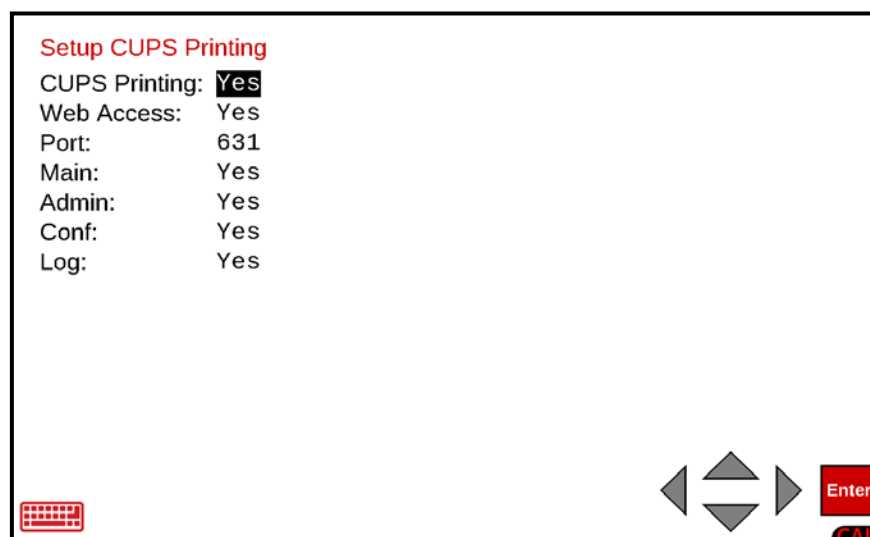 Setup CUPS Printing
CUPS Printing: Yes
Web Access: Yes
Port: 631
Main: Yes
Admin: Yes
Conf: Yes
Log: Yes
Enter